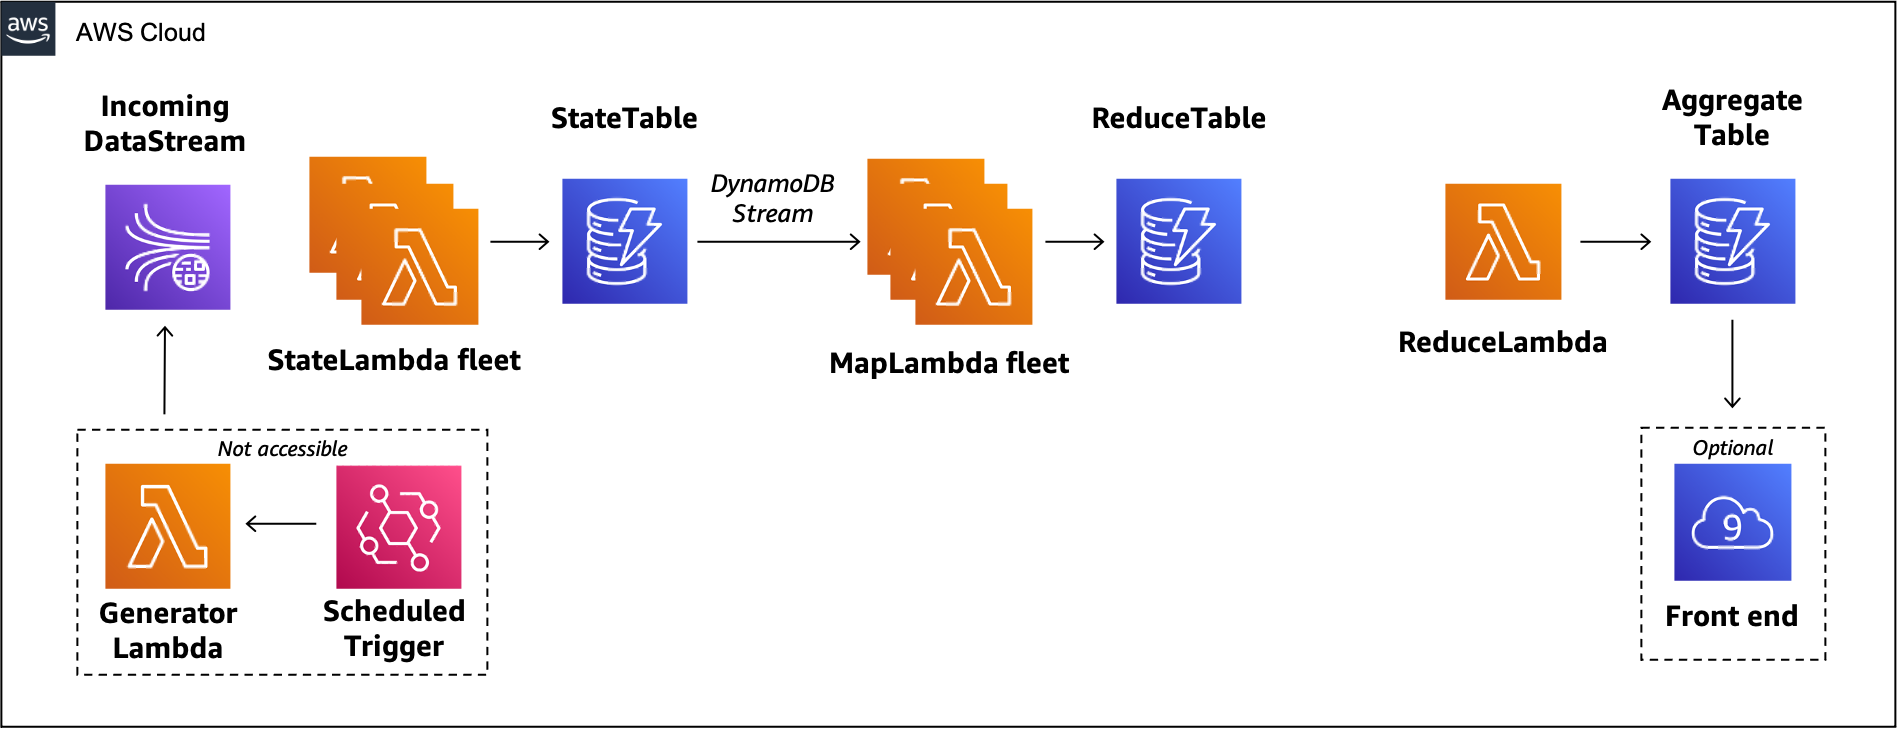 aws
AWS Cloud
Incoming
DataStream
StateLambda fleet
StateTable
DynamoDB
Stream
MapLambda fleet
ReduceTable
ReduceLambda
Aggregate
Table
Not accessible
Generator
Lambda
Scheduled
Trigger
Optional
9
Front end